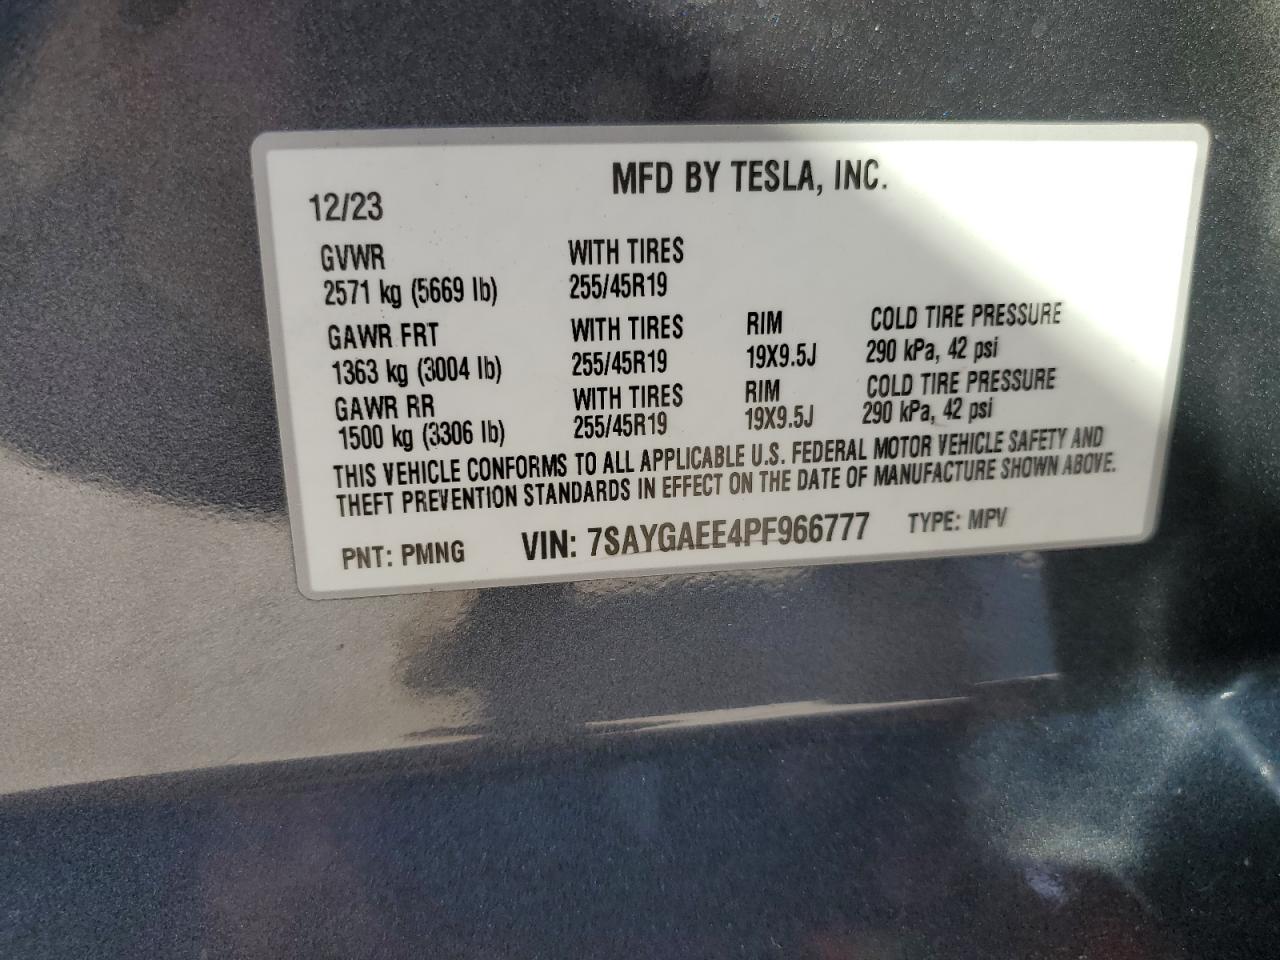 MFD BY TESLA, INC.
12/23
GVWR WITH TIRES
2571 kg (5669 lb) 255/45R19
GAWR FRT WITH TIRES RIM COLD TIRE PRESSURE
1363 kg (3004 lb) 255/45R19 19X9.5J 290 kPa, 42 psi
GAWR RR WITH TIRES RIM COLD TIRE PRESSURE
1500 kg (3306 lb) 255/45R19 19X9.5J 290 kPa, 42 psi
THIS VEHICLE CONFORMS TO ALL APPLICABLE U.S. FEDERAL MOTOR VEHICLE SAFETY AND
THEFT PREVENTION STANDARDS IN EFFECT ON THE DATE OF MANUFACTURE SHOWN ABOVE.
PNT: PMNG VIN: 7SAYGAEE4PF966777 TYPE: MPV